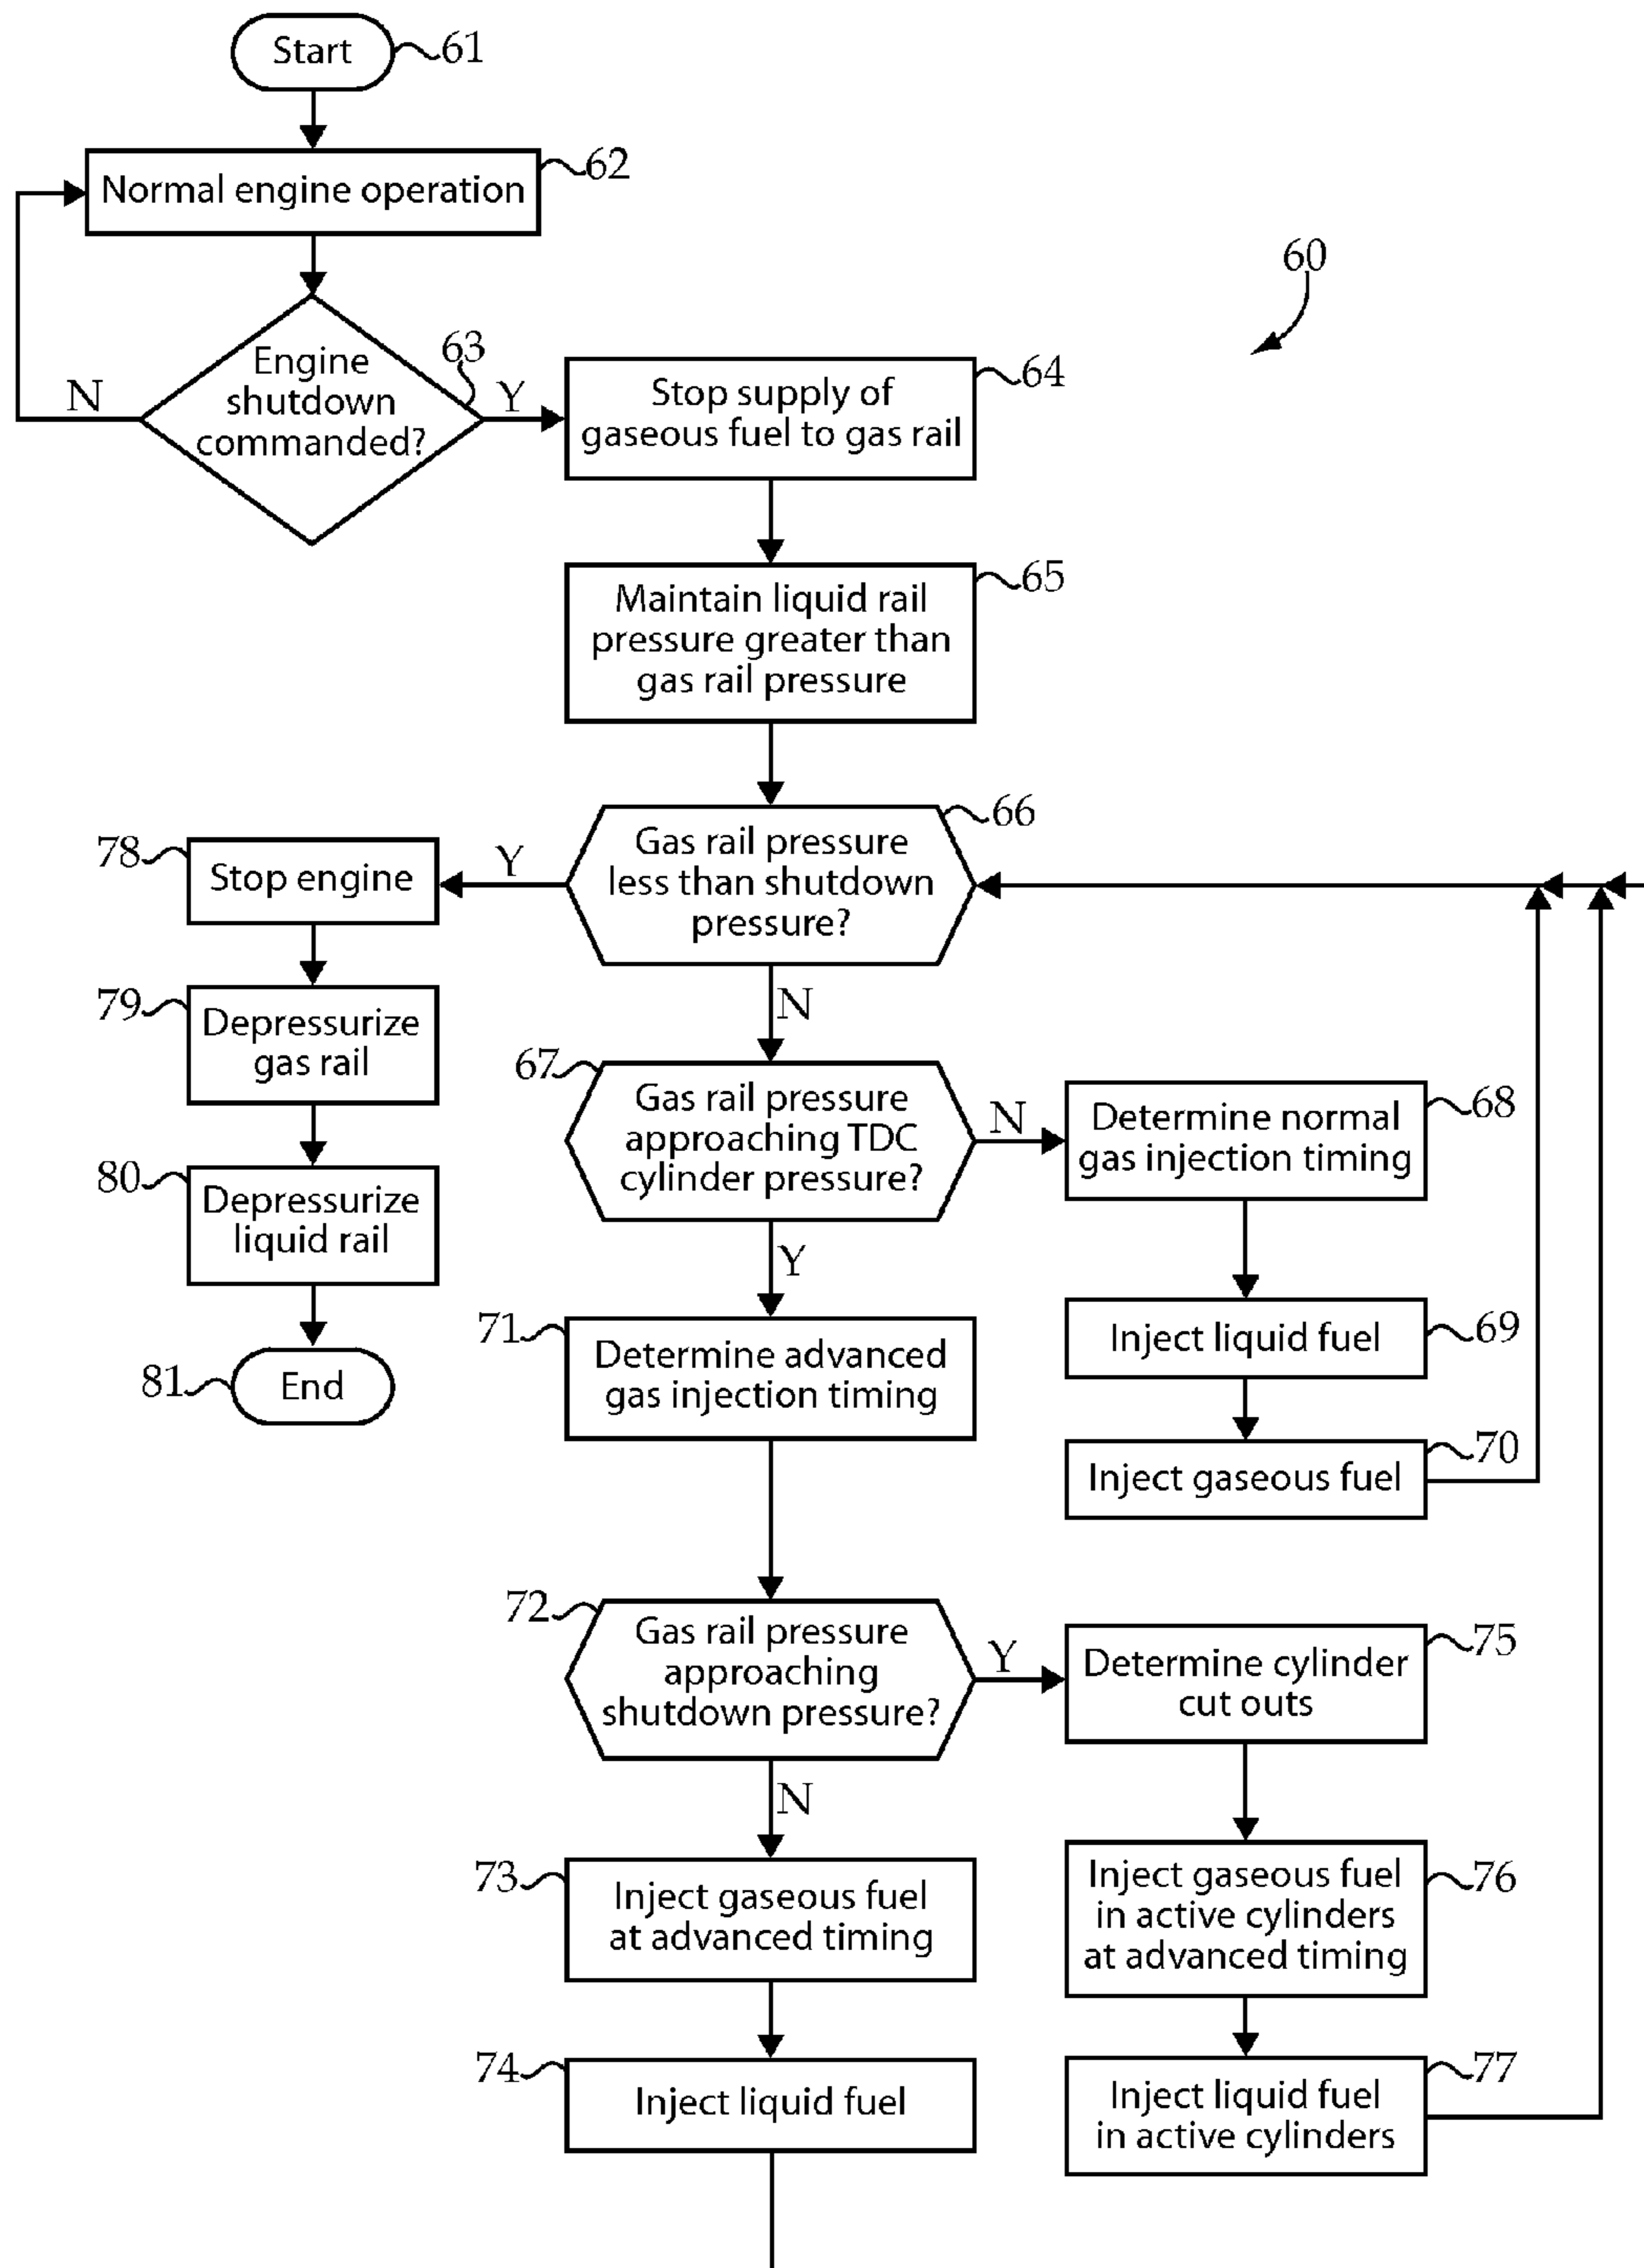 Start
61
Normal engine operation
62
60
Engine
shutdown
commanded?
63
N
Y
Stop supply of
gaseous fuel to gas rail
64
Maintain liquid rail
pressure greater than
gas rail pressure
65
Gas rail pressure
less than shutdown
pressure?
66
Y
N
78
Stop engine
79
Depressurize
gas rail
80
Depressurize
liquid rail
81
End
67
Gas rail pressure
approaching TDC
cylinder pressure?
N
Y
Determine normal
gas injection timing
68
Inject liquid fuel
69
Inject gaseous fuel
70
71
Determine advanced
gas injection timing
72
Gas rail pressure
approaching
shutdown pressure?
Y
N
Determine cylinder
cut outs
75
73
Inject gaseous fuel
at advanced timing
Inject gaseous fuel
in active cylinders
at advanced timing
76
74
Inject liquid fuel
Inject liquid fuel
in active cylinders
77